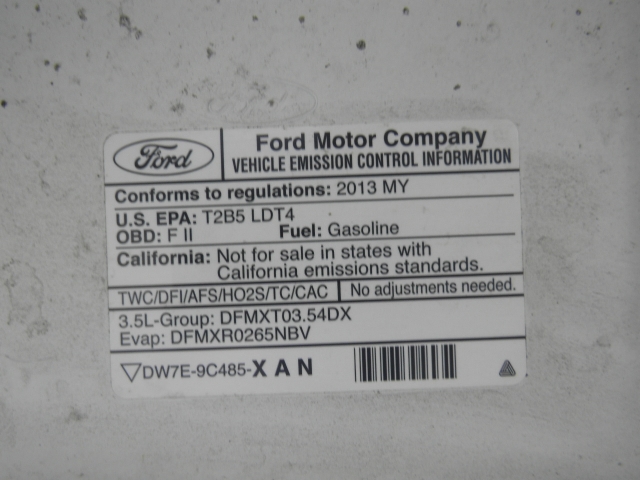 Ford
Ford Motor Company
VEHICLE EMISSION CONTROL INFORMATION
Conforms to regulations: 2013 MY
U.S. EPA: T2B5 LDT4
OBD: F II Fuel: Gasoline
California: Not for sale in states with
California emissions standards.
TWC/DFI/AFS/HO2S/TC/CAC No adjustments needed.
3.5L-Group: DFMXT03.54DX
Evap: DFMXR0265NBV
▽DW7E-9C485-XAN